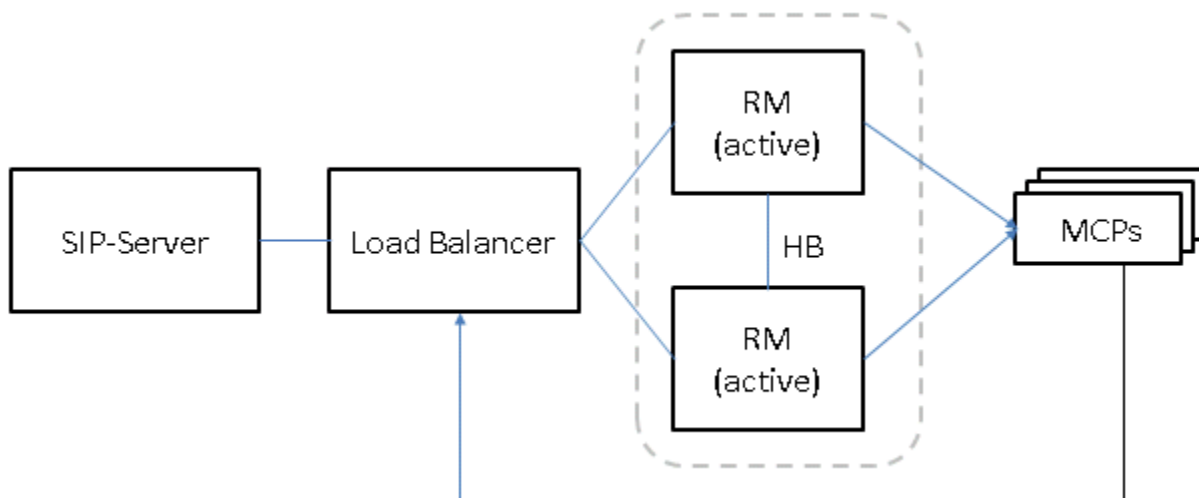 RM
(active)
SIP-Server
Load Balancer
MCPs
HB
RM
(active)